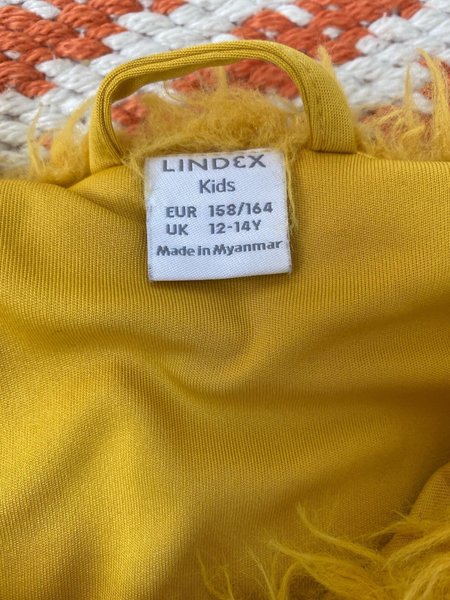 LINDEX
Kids
EUR 158/164
UK 12-14Y
Made in Myanmar